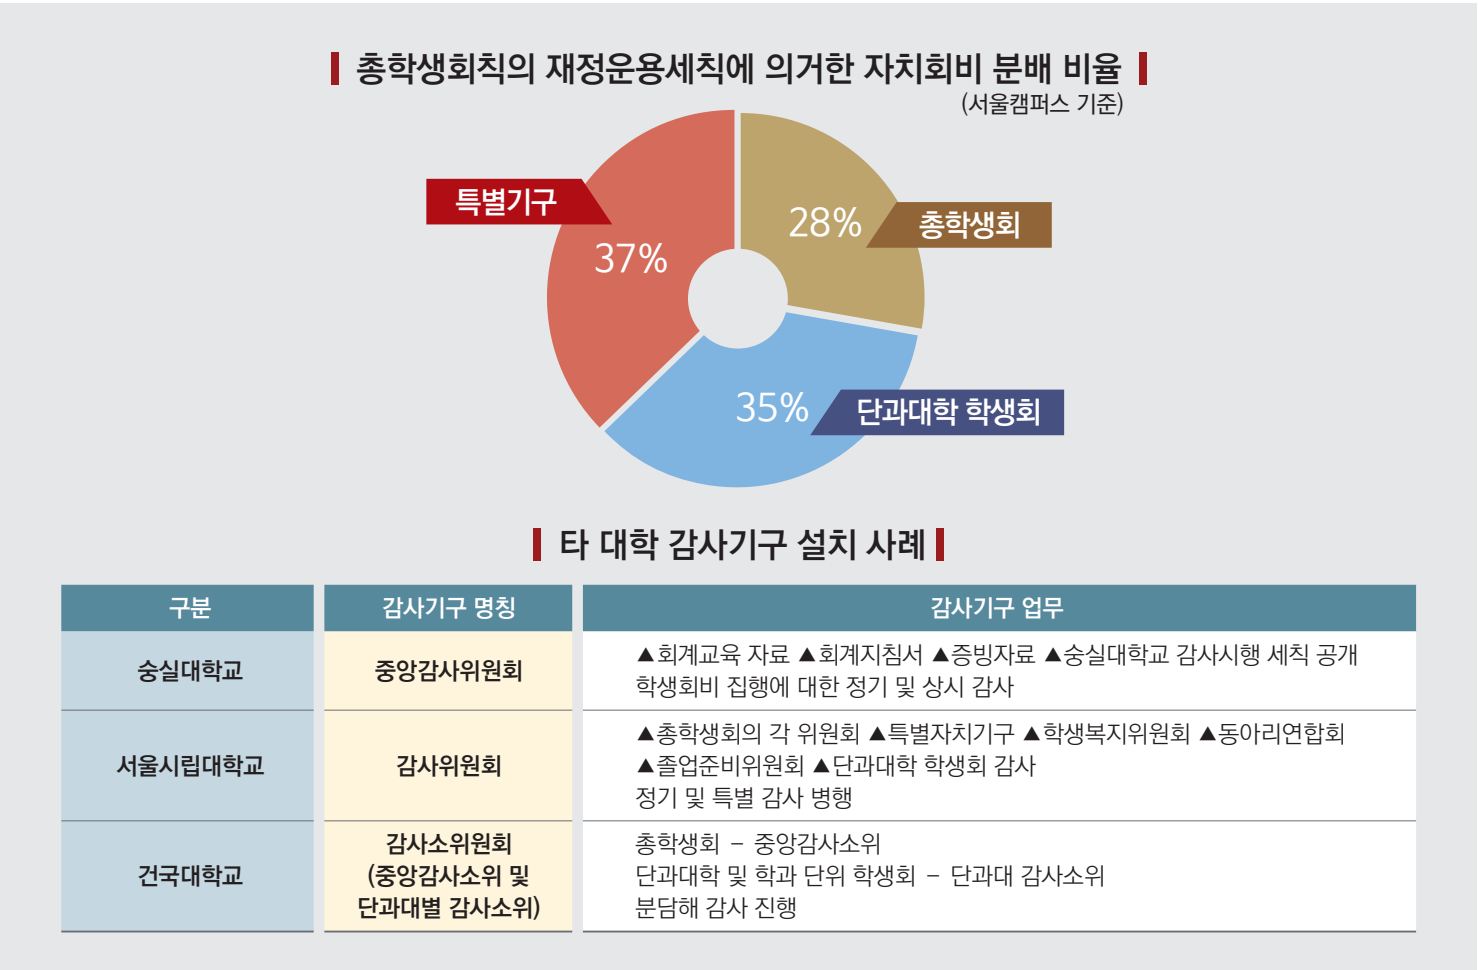 총학생회칙의 재정운용세칙에 의거한 자치회비 분배 비율
(서울캠퍼스 기준)
특별기구
37%
28%
총학생회
35%
단과대학 학생회
타 대학 감사기구 설치 사례
구분
감사기구 명칭
감사기구 업무
숭실대학교
중앙감사위원회
▲회계교육 자료 ▲회계지침서 ▲증빙자료 ▲숭실대학교 감사시행 세칙 공개
학생회비 집행에 대한 정기 및 상시 감사
서울시립대학교
감사위원회
▲총학생회의 각 위원회 ▲특별자치기구 ▲학생복지위원회 ▲동아리연합회
▲졸업준비위원회 ▲단과대학 학생회 감사
정기 및 특별 감사 병행
건국대학교
감사소위원회
(중앙감사소위 및
단과대별 감사소위)
총학생회 – 중앙감사소위
단과대학 및 학과 단위 학생회 – 단과대 감사소위
분담해 감사 진행